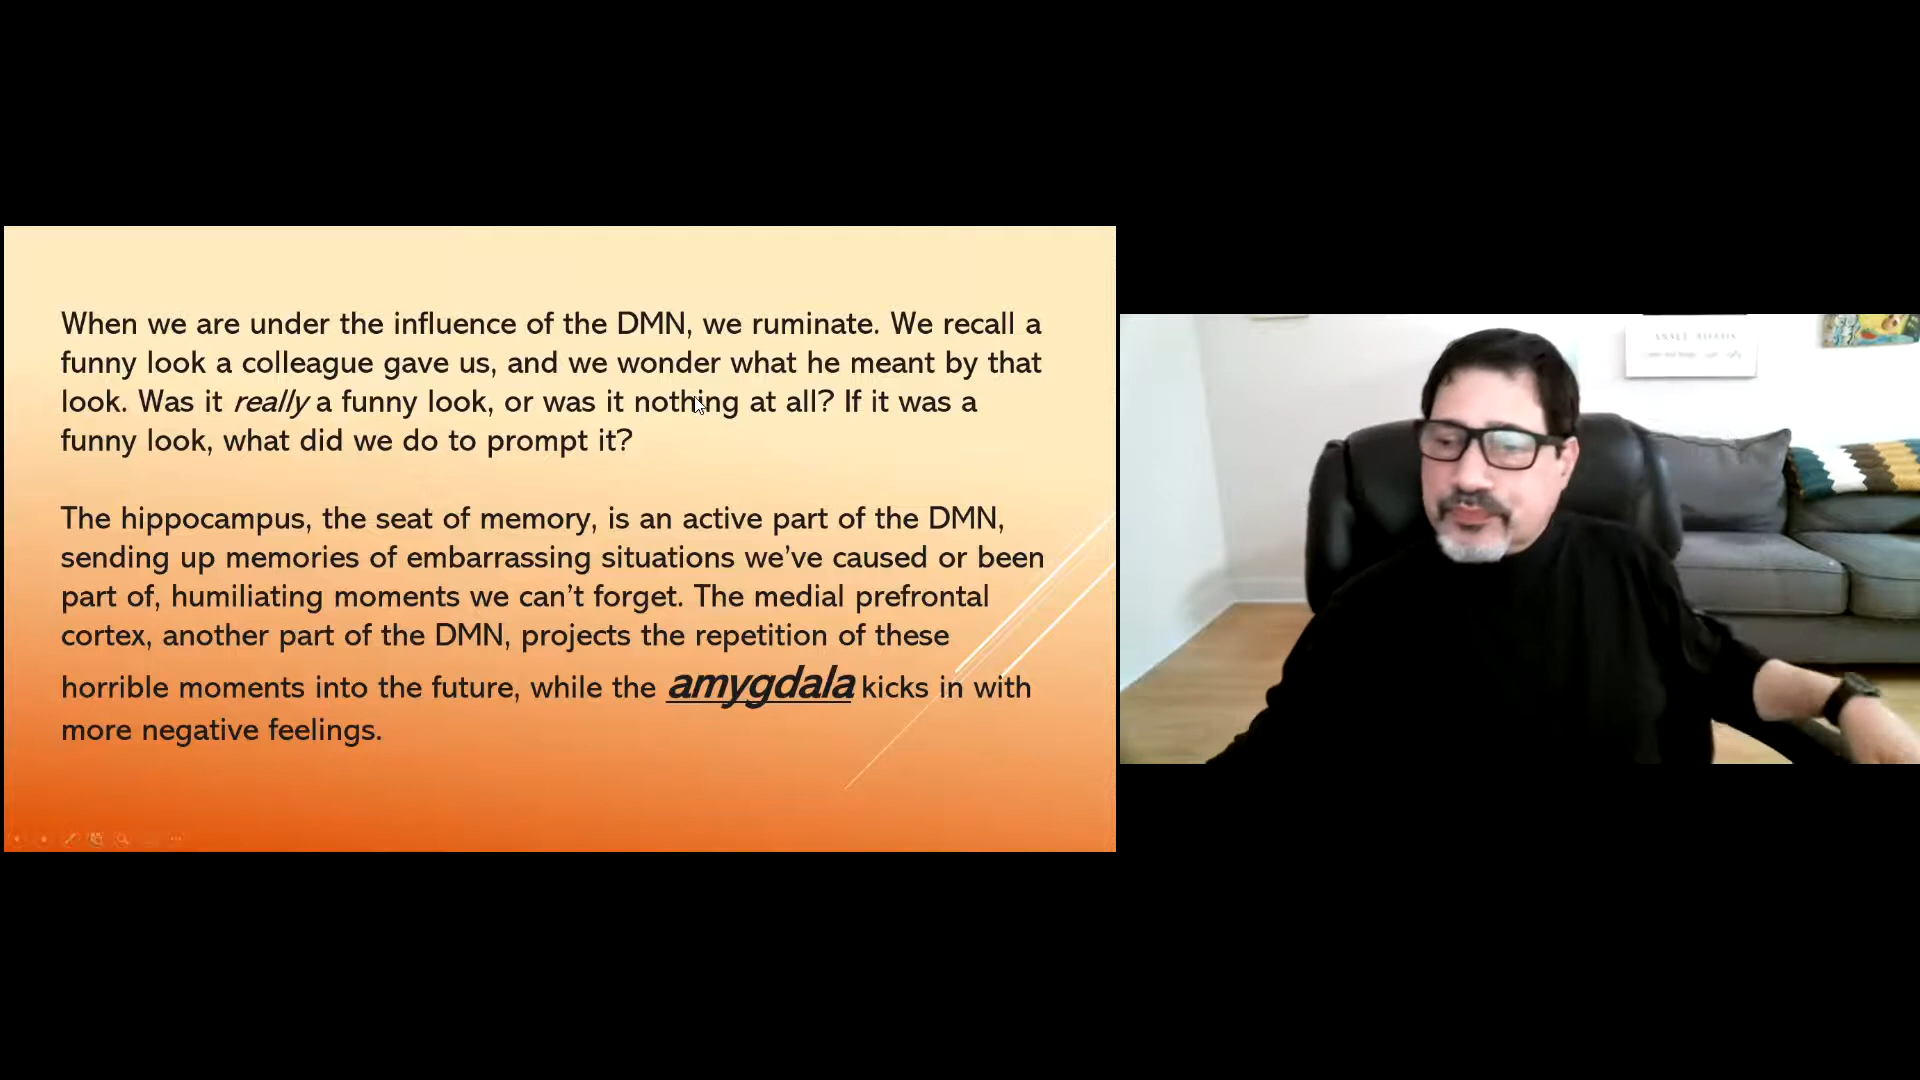 When we are under the influence of the DMN, we ruminate. We recall a
funny look a colleague gave us, and we wonder what he meant by that
look. Was it really a funny look, or was it nothing at all? If it was a
funny look, what did we do to prompt it?
The hippocampus, the seat of memory, is an active part of the DMN,
sending up memories of embarrassing situations we’ve caused or been
part of, humiliating moments we can’t forget. The medial prefrontal
cortex, another part of the DMN, projects the repetition of these
horrible moments into the future, while the amygdala kicks in with
more negative feelings.